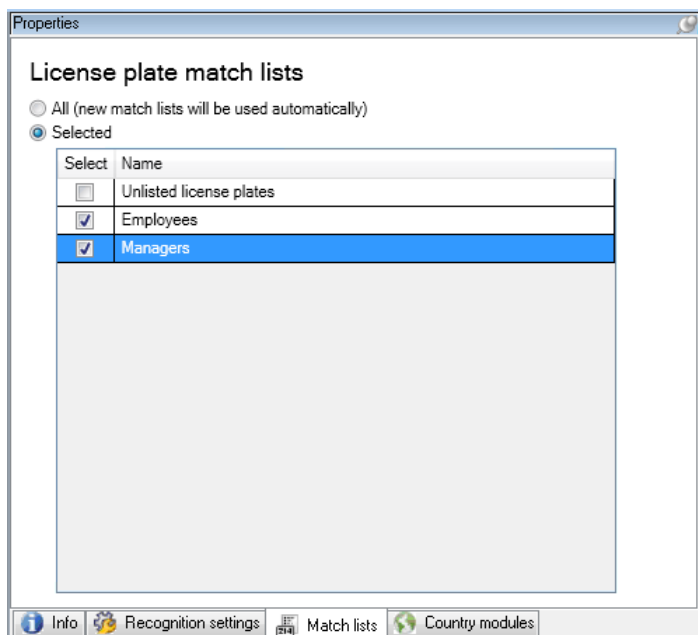 Properties
License plate match lists
All (new match lists will be used automatically)
Selected
Select Name
Unlisted license plates
Employees
Managers
Info Recognition settings Match lists Country modules